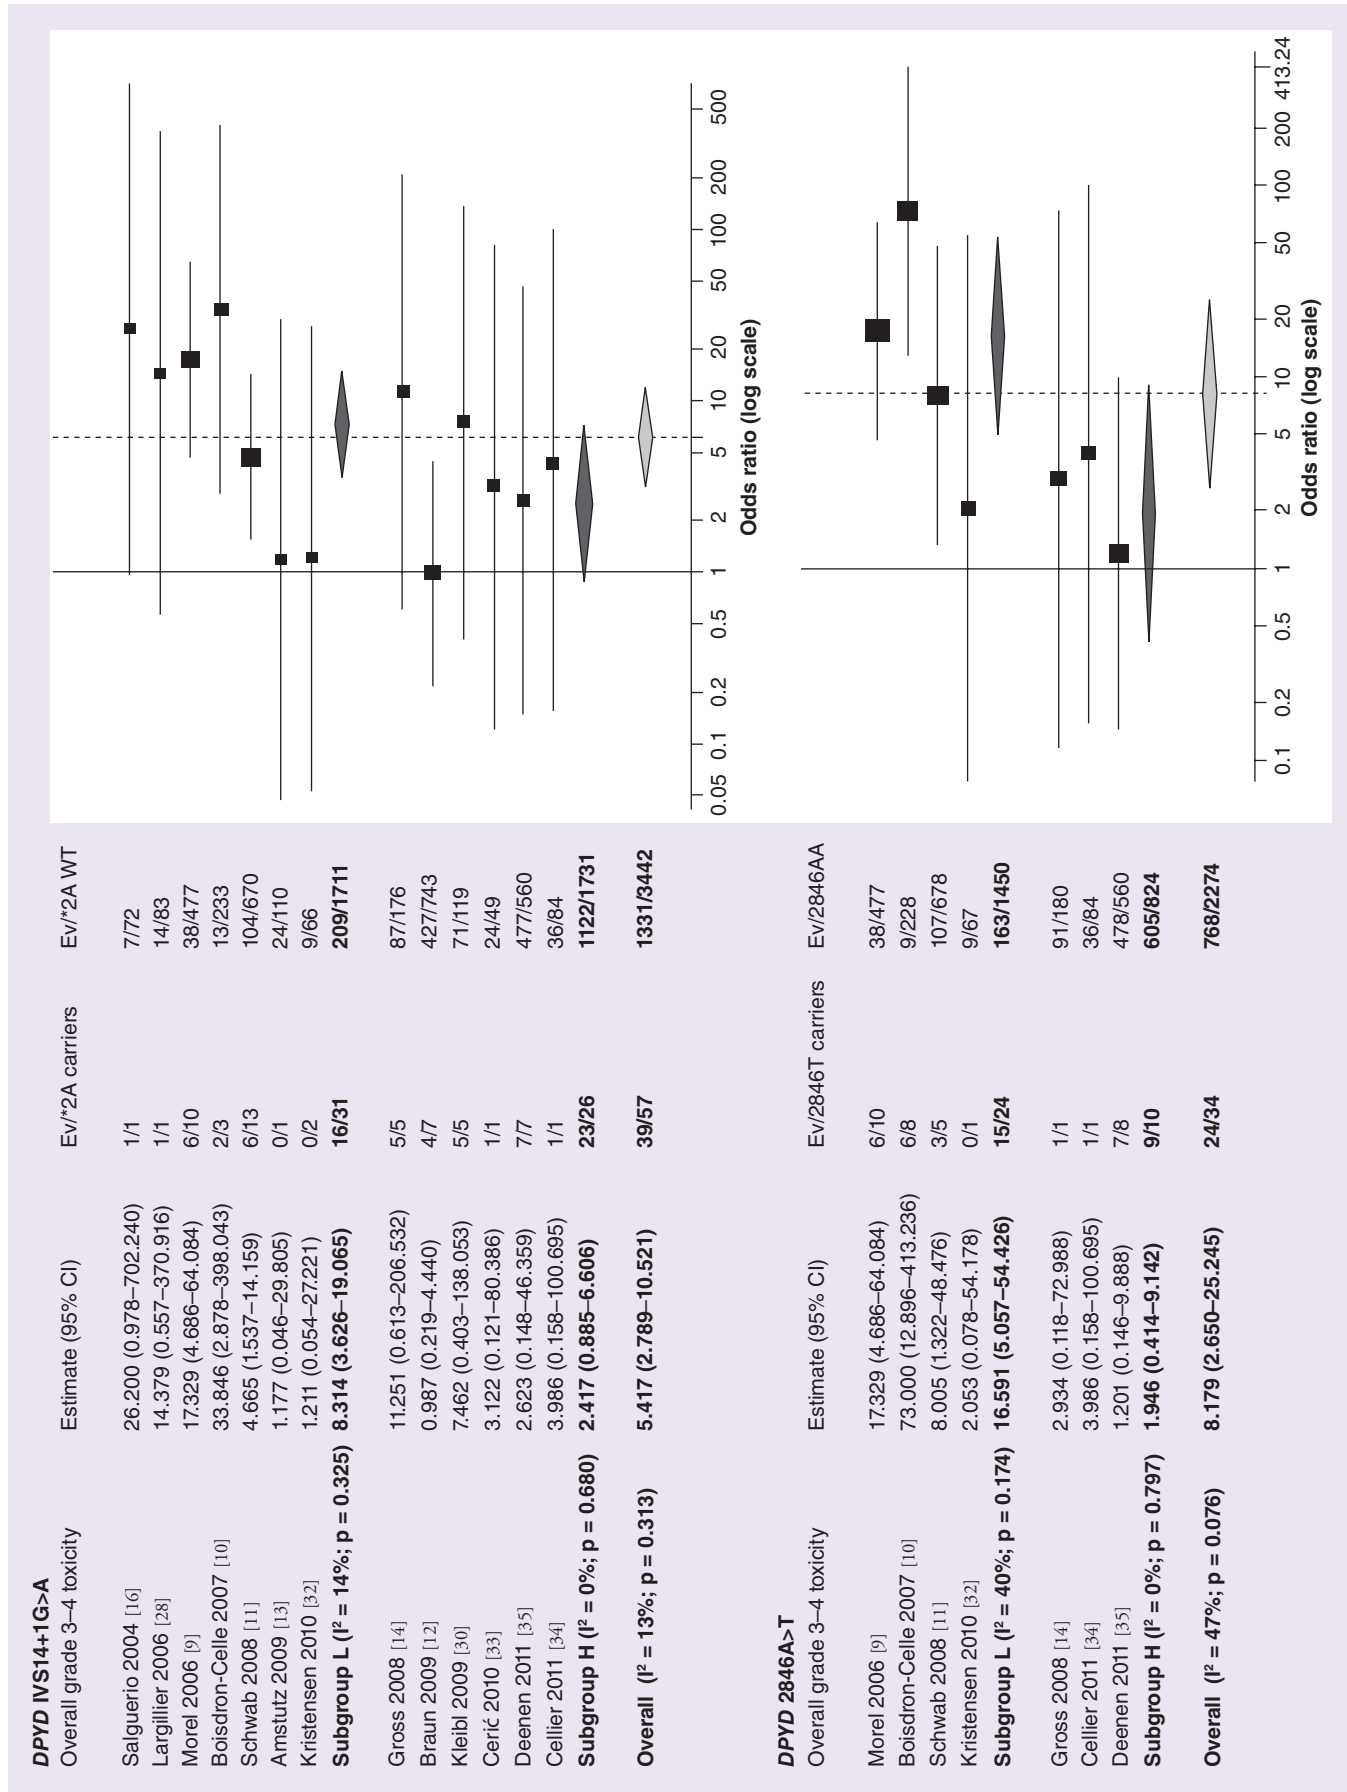 DPYD IVS14+1G>A
Overall grade 3–4 toxicity Estimate (95% CI) Ev/*2A carriers Ev/*2A WT
Salguerio 2004 [16] 26.200 (0.978–702.240) 1/1 7/72
Largillier 2006 [28] 14.379 (0.557–370.916) 1/1 14/83
Morel 2006 [9] 17.329 (4.686–64.084) 6/10 38/477
Boisdron-Celle 2007 [10] 33.846 (2.878–398.043) 2/3 13/233
Schwab 2008 [11] 4.665 (1.537–14.159) 6/13 104/670
Amstutz 2009 [13] 1.177 (0.046–29.805) 0/1 24/110
Kristensen 2010 [32] 1.211 (0.054–27.221) 0/2 9/66
Subgroup L (I² = 14%; p = 0.325) 8.314 (3.626–19.065) 16/31 209/1711
Gross 2008 [14] 11.251 (0.613–206.532) 5/5 87/176
Braun 2009 [12] 0.987 (0.219–4.440) 4/7 427/743
Kleibl 2009 [30] 7.462 (0.403–138.053) 5/5 71/119
Cerić 2010 [33] 3.122 (0.121–80.386) 1/1 24/49
Deenen 2011 [35] 2.623 (0.148–46.359) 7/7 477/560
Cellier 2011 [34] 3.986 (0.158–100.695) 1/1 36/84
Subgroup H (I² = 0%; p = 0.680) 2.417 (0.885–6.606) 23/26 1122/1731
Overall (I² = 13%; p = 0.313) 5.417 (2.789–10.521) 39/57 1331/3442
0.05 0.1 0.2 0.5 1 2 5 10 20 50 100 200 500
Odds ratio (log scale)
DPYD 2846A>T
Overall grade 3–4 toxicity Estimate (95% CI) Ev/2846T carriers Ev/2846AA
Morel 2006 [9] 17.329 (4.686–64.084) 6/10 38/477
Boisdron-Celle 2007 [10] 73.000 (12.896–413.236) 6/8 9/228
Schwab 2008 [11] 8.005 (1.322–48.476) 3/5 107/678
Kristensen 2010 [32] 2.053 (0.078–54.178) 0/1 9/67
Subgroup L (I² = 40%; p = 0.174) 16.591 (5.057–54.426) 15/24 163/1450
Gross 2008 [14] 2.934 (0.118–72.988) 1/1 91/180
Cellier 2011 [34] 3.986 (0.158–100.695) 1/1 36/84
Deenen 2011 [35] 1.201 (0.146–9.888) 7/8 478/560
Subgroup H (I² = 0%; p = 0.797) 1.946 (0.414–9.142) 9/10 605/824
Overall (I² = 47%; p = 0.076) 8.179 (2.650–25.245) 24/34 768/2274
0.1 0.2 0.5 1 2 5 10 20 50 100 200 413.24
Odds ratio (log scale)